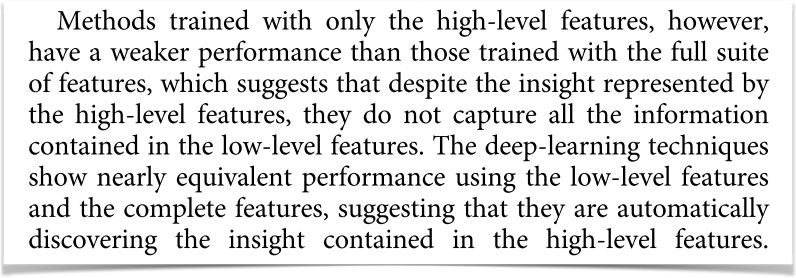 Methods trained with only the high-level features, however,
have a weaker performance than those trained with the full suite
of features, which suggests that despite the insight represented by
the high-level features, they do not capture all the information
contained in the low-level features. The deep-learning techniques
show nearly equivalent performance using the low-level features
and the complete features, suggesting that they are automatically
discovering the insight contained in the high-level features.